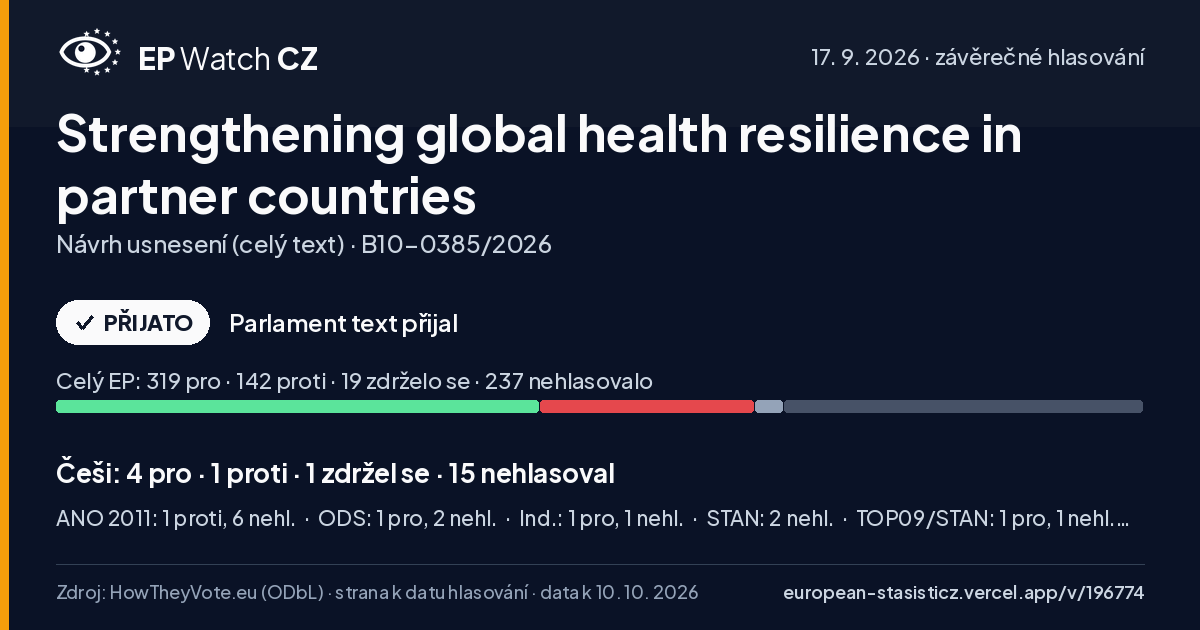 EP Watch CZ
17. 9. 2026 · závěrečné hlasování
Strengthening global health resilience in
partner countries
Návrh usnesení (celý text) · B10–0385/2026
✓ PŘIJATO
Parlament text přijal
Celý EP: 319 pro · 142 proti · 19 zdrželo se · 237 nehlasovalo
Češi: 4 pro · 1 proti · 1 zdržel se · 15 nehlasoval
ANO 2011: 1 proti, 6 nehl. · ODS: 1 pro, 2 nehl. · Ind.: 1 pro, 1 nehl. · STAN: 2 nehl. · TOP09/STAN: 1 pro, 1 nehl. …
Zdroj: HowTheyVote.eu (ODbL) · strana k datu hlasování · data k 10. 10. 2026
european-stasisticz.vercel.app/v/196774